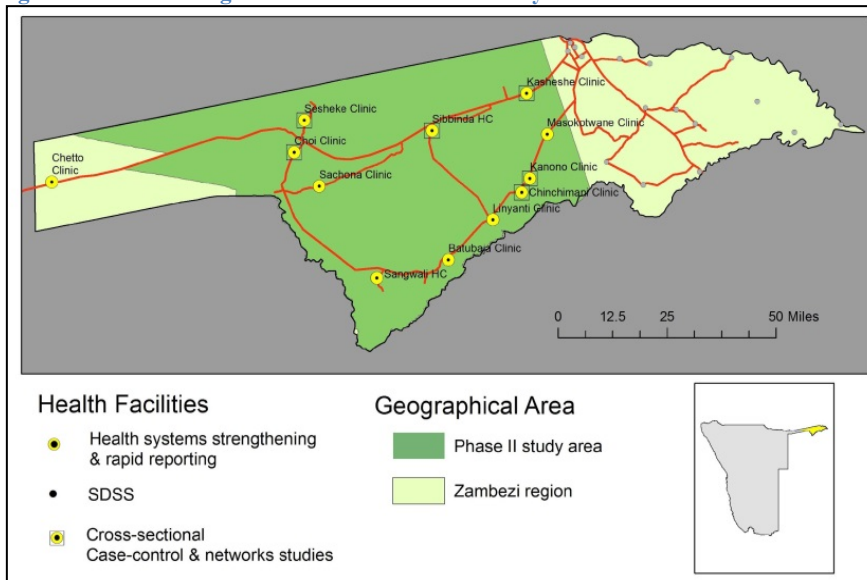 Kasheshe Clinic
Sesheke Clinic
Sibbinda HC
Masokotwane Clinic
Choi Clinic
Chetto
Clinic
Kanono Clinic
Sachona Clinic
Chinchimani Clinic
Linyanti Clinic
Batubaja Clinic
Sangwali HC
0 12.5 25 50 Miles
Health Facilities
Health systems strengthening
& rapid reporting
SDSS
Cross-sectional
Case-control & networks studies
Geographical Area
Phase II study area
Zambezi region